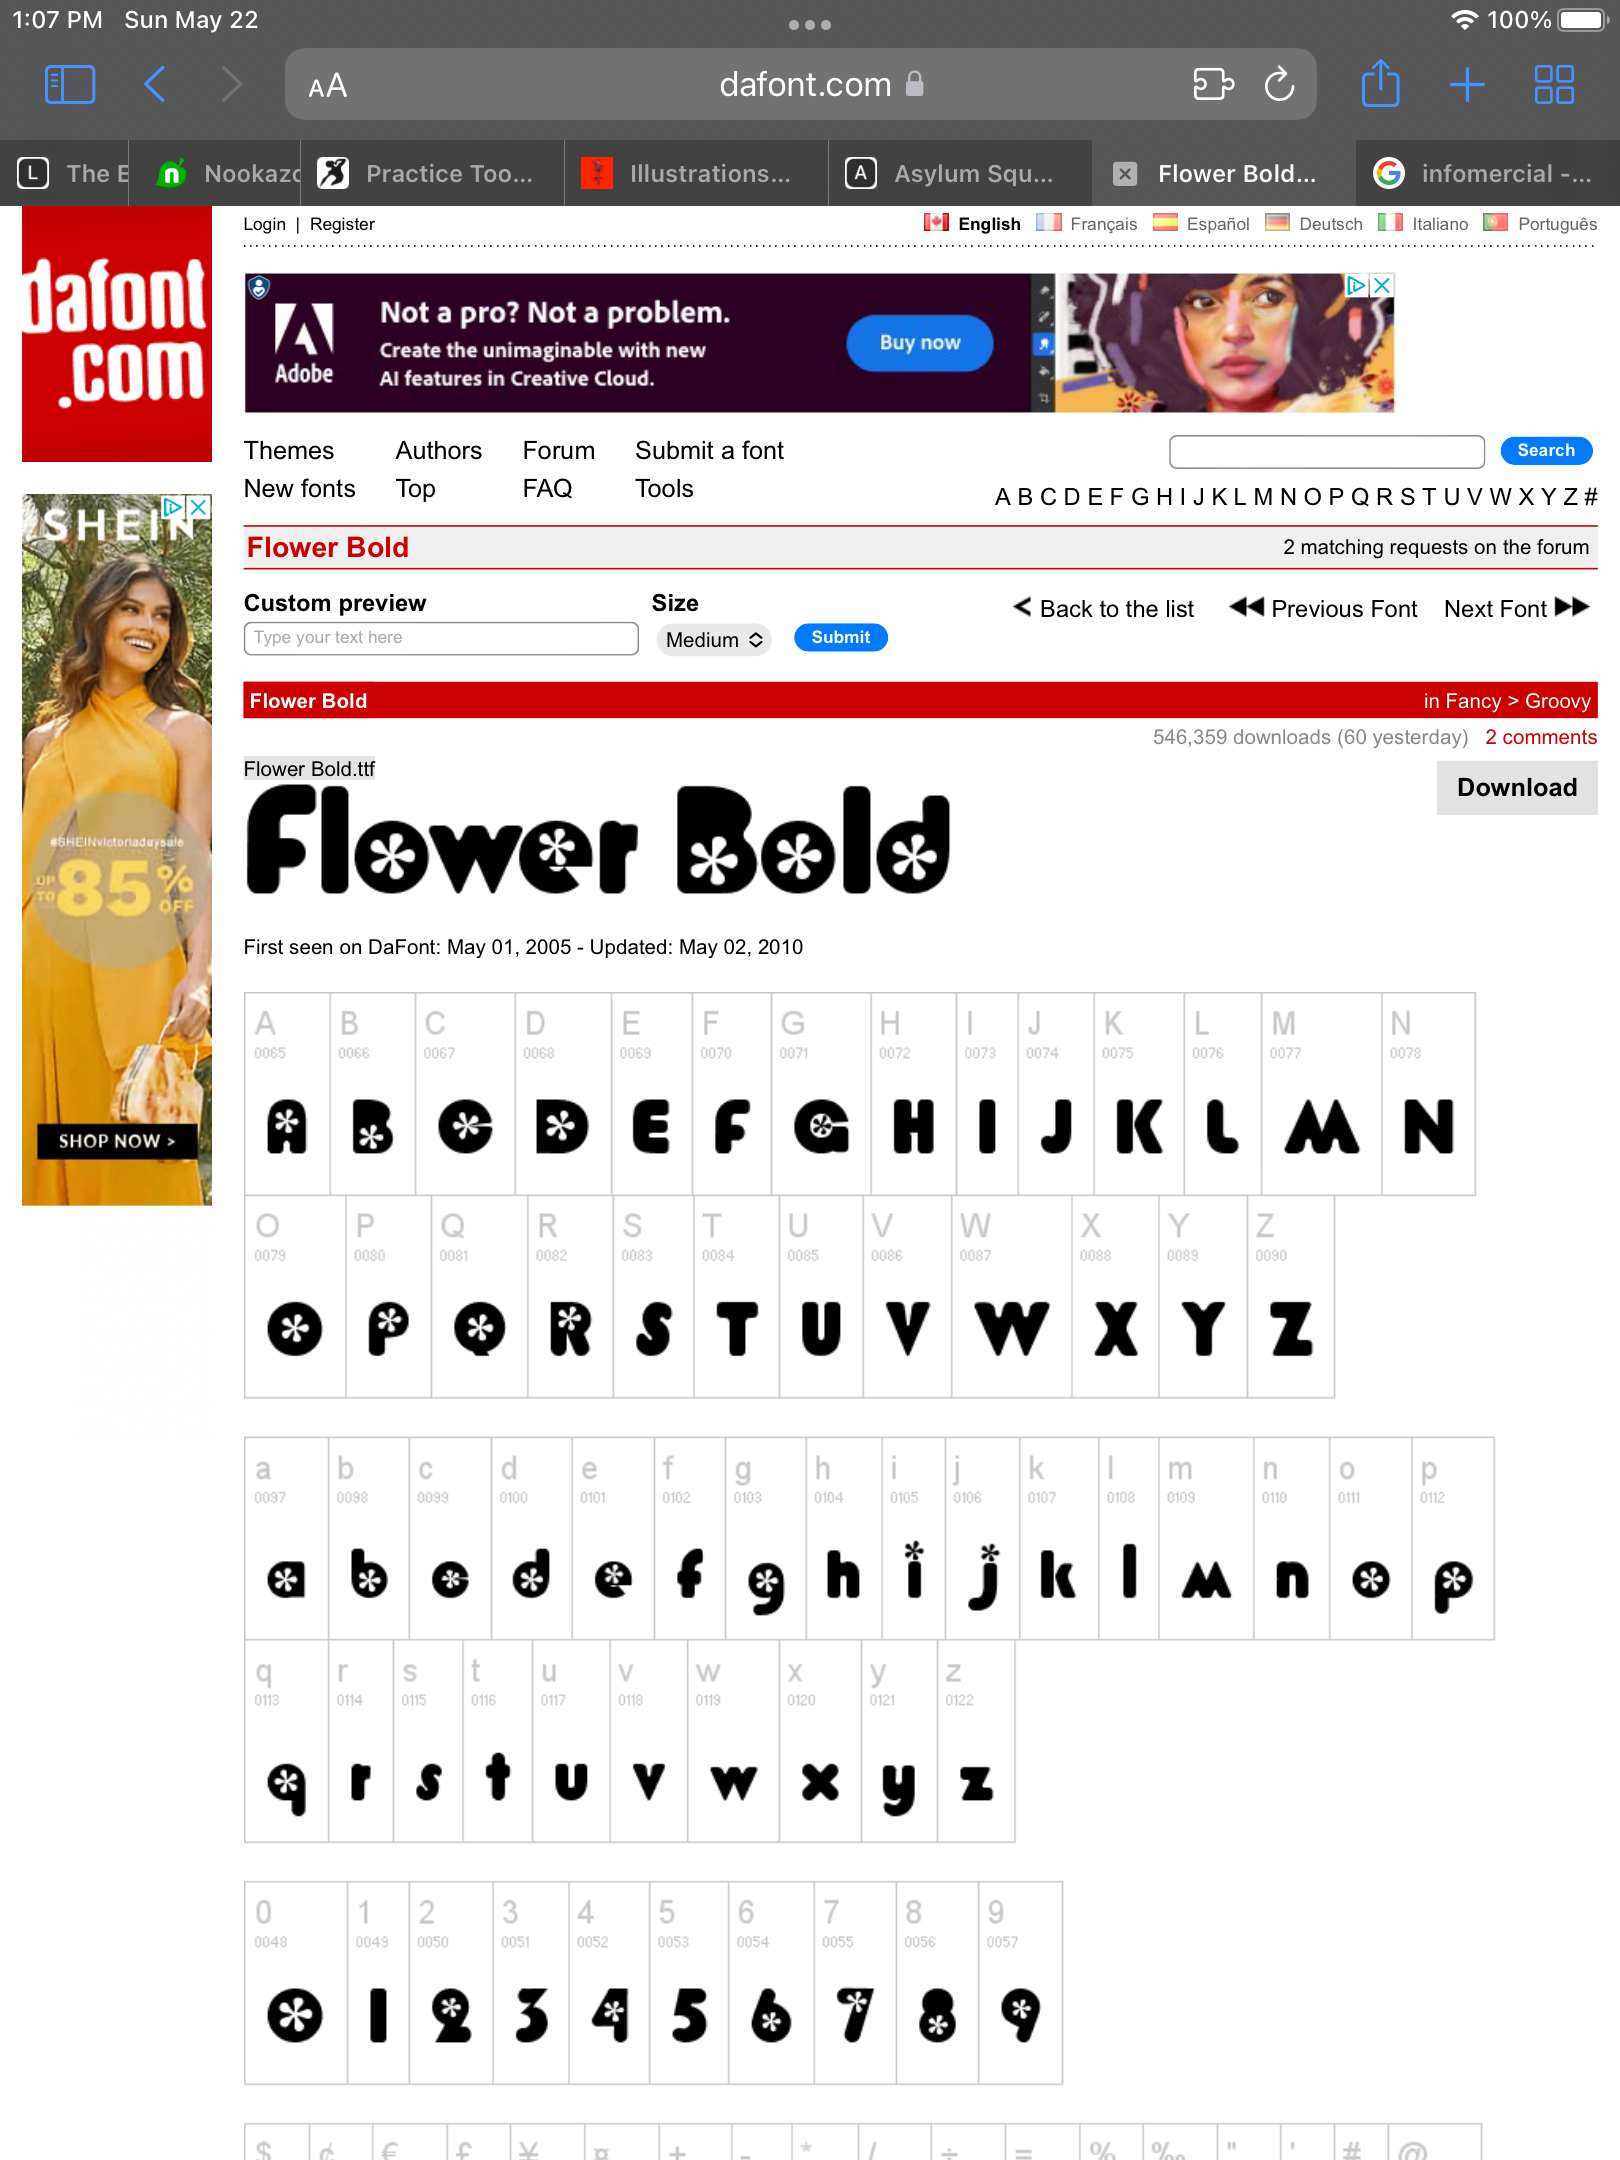 1:07 PM Sun May 22
100%
AA dafont.com
L The E
n Nookazo
Practice Too...
Illustrations...
A Asylum Squ...
Flower Bold...
G infomercial -...
dafont
.com
Login | Register
English Français Español Deutsch Italiano Português
Adobe
Not a pro? Not a problem.
Create the unimaginable with new
AI features in Creative Cloud.
Buy now
Themes Authors Forum Submit a font
New fonts Top FAQ Tools
Search
A B C D E F G H I J K L M N O P Q R S T U V W X Y Z #
SHEIN
#SHEINvictoriadaysale
UP TO 85% OFF
SHOP NOW >
Flower Bold
2 matching requests on the forum
Custom preview Size
Type your text here Medium Submit
Back to the list Previous Font Next Font
Flower Bold in Fancy > Groovy
546,359 downloads (60 yesterday) 2 comments
Flower Bold.ttf
Download
Flower Bold
First seen on DaFont: May 01, 2005 - Updated: May 02, 2010
A B C D E F G H I J K L M N
0065 0066 0067 0068 0069 0070 0071 0072 0073 0074 0075 0076 0077 0078
A B C D E F G H I J K L M N
O P Q R S T U V W X Y Z
0079 0080 0081 0082 0083 0084 0085 0086 0087 0088 0089 0090
O P Q R S T U V W X Y Z
a b c d e f g h i j k l m n o p
0097 0098 0099 0100 0101 0102 0103 0104 0105 0106 0107 0108 0109 0110 0111 0112
a b c d e f g h i j k l m n o p
q r s t u v w x y z
0113 0114 0115 0116 0117 0118 0119 0120 0121 0122
q r s t u v w x y z
0 1 2 3 4 5 6 7 8 9
0048 0049 0050 0051 0052 0053 0054 0055 0056 0057
0 1 2 3 4 5 6 7 8 9
$ ¢ € £ ¥ ¤ + - * / ÷ = % ‰ " ' # @